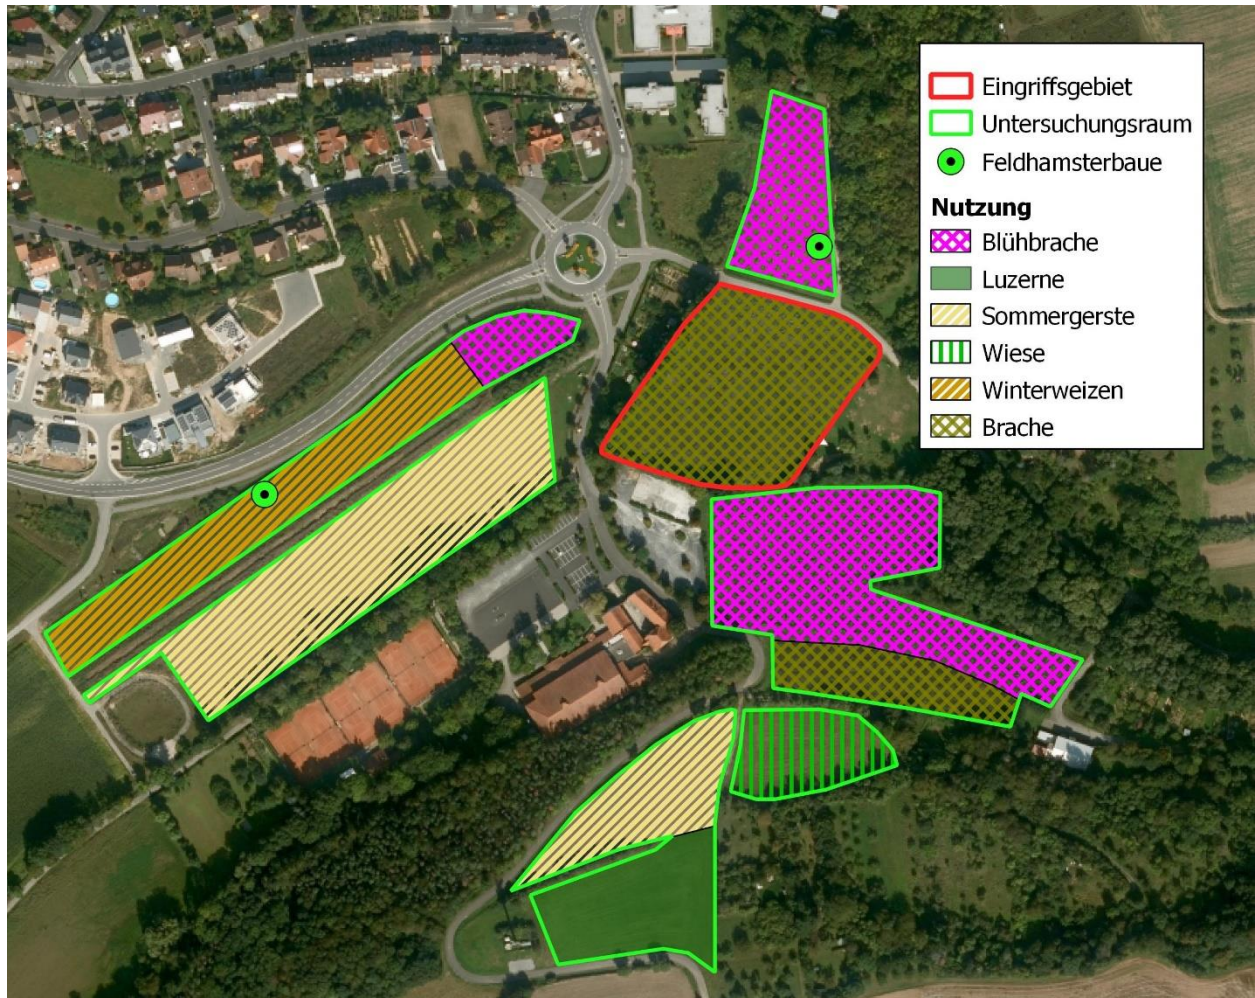 Eingriffsgebiet
Untersuchungsraum
Feldhamsterbaue
Nutzung
Blühbrache
Luzerne
Sommergerste
Wiese
Winterweizen
Brache